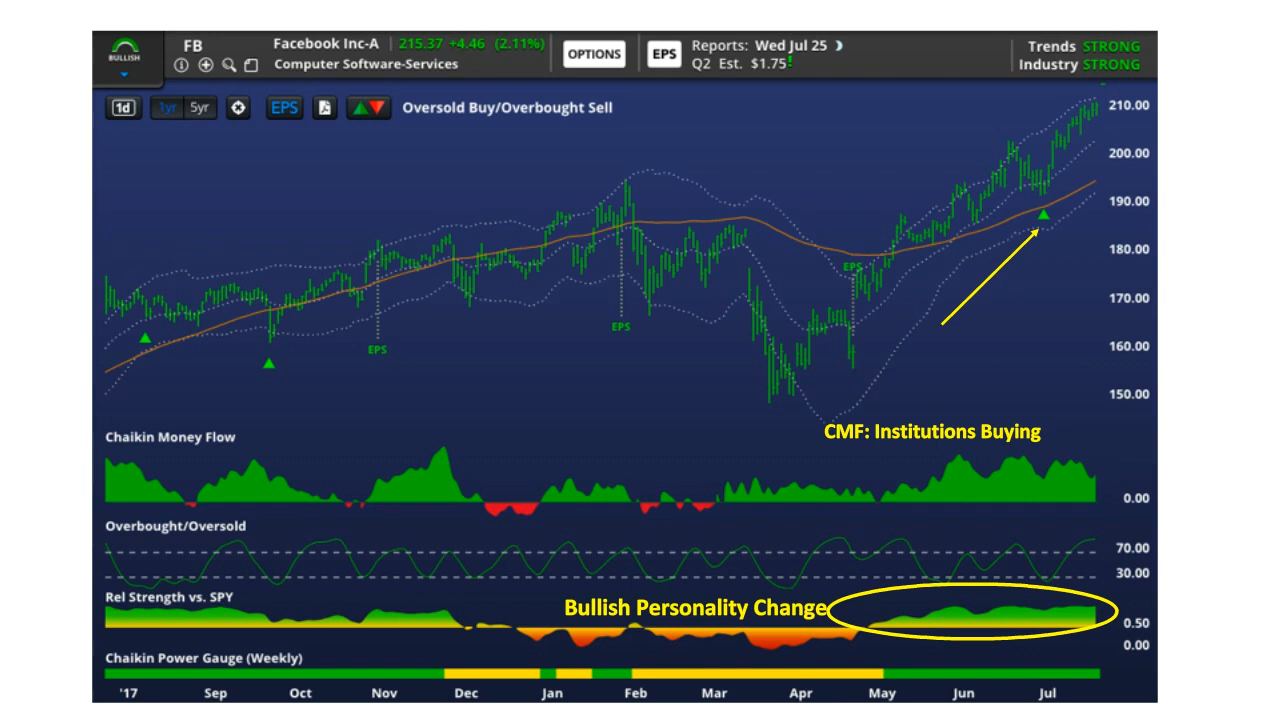 BULLISH
FB
Facebook Inc-A 215.37 +4.46 (2.11%)
Computer Software-Services
OPTIONS
EPS
Reports: Wed Jul 25
Q2 Est. $1.75!
Trends STRONG
Industry STRONG
1d 1yr 5yr EPS Oversold Buy/Overbought Sell
210.00
200.00
190.00
180.00
170.00
160.00
150.00
EPS
EPS
EPS
CMF: Institutions Buying
Chaikin Money Flow
0.00
Overbought/Oversold
70.00
30.00
Rel Strength vs. SPY
Bullish Personality Change
0.50
0.00
Chaikin Power Gauge (Weekly)
'17 Sep Oct Nov Dec Jan Feb Mar Apr May Jun Jul